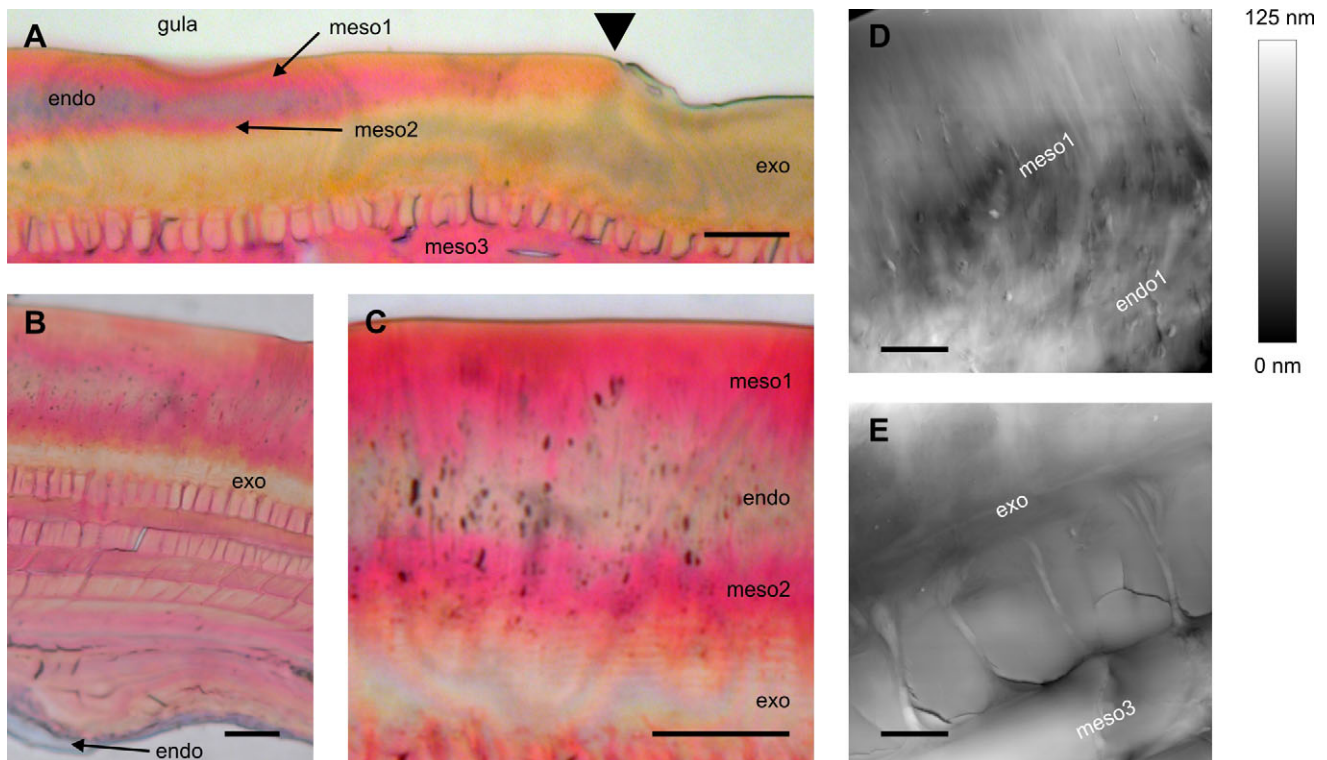 A
gula
meso1
endo
meso2
exo
meso3
B
exo
endo
C
meso1
endo
meso2
exo
D
meso1
endo1
125 nm
0 nm
E
exo
meso3